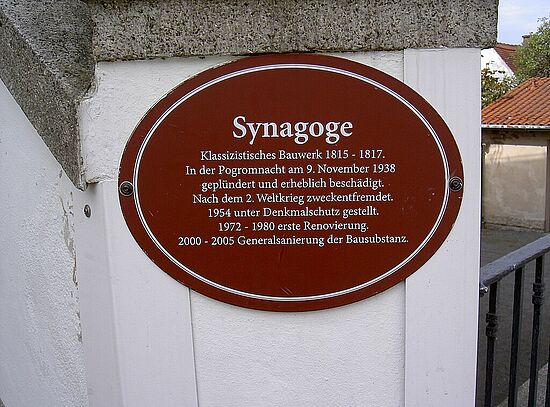 Synagoge
Klassizistisches Bauwerk 1815 - 1817.
In der Pogromnacht am 9. November 1938
geplündert und erheblich beschädigt.
Nach dem 2. Weltkrieg zweckentfremdet.
1954 unter Denkmalschutz gestellt.
1972 - 1980 erste Renovierung.
2000 - 2005 Generalsanierung der Bausubstanz.